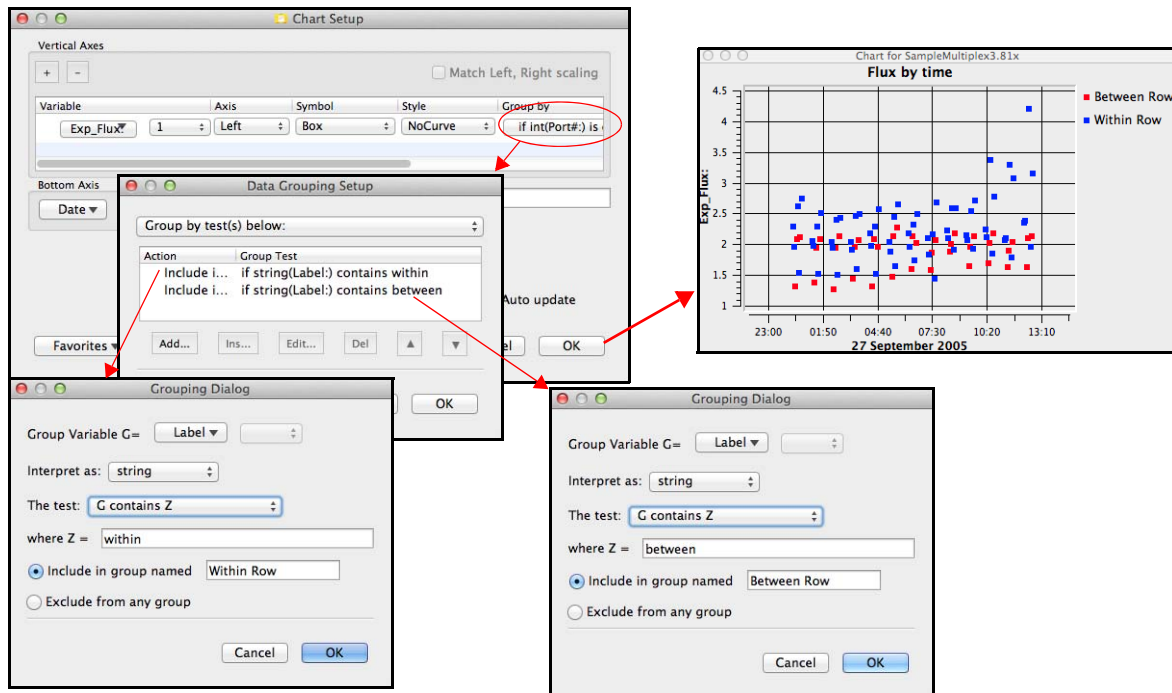 Chart Setup
Vertical Axes
+ -
Match Left, Right scaling
Variable Axis Symbol Style Group by
Exp_Flux: 1 Left Box NoCurve if int(Port#:) is
Bottom Axis
Date
Auto update
Favorites
el OK
Data Grouping Setup
Group by test(s) below:
Action Group Test
Include i... if string(Label:) contains within
Include i... if string(Label:) contains between
Add... Ins... Edit... Del
OK
Grouping Dialog
Group Variable G= Label
Interpret as: string
The test: G contains Z
where Z = within
Include in group named Within Row
Exclude from any group
Cancel OK
Grouping Dialog
Group Variable G= Label
Interpret as: string
The test: G contains Z
where Z = between
Include in group named Between Row
Exclude from any group
Cancel OK
Chart for SampleMultiplex3.81x
Flux by time
Exp_Flux:
4.5
4
3.5
3
2.5
2
1.5
1
23:00 01:50 04:40 07:30 10:20 13:10
27 September 2005
Between Row
Within Row